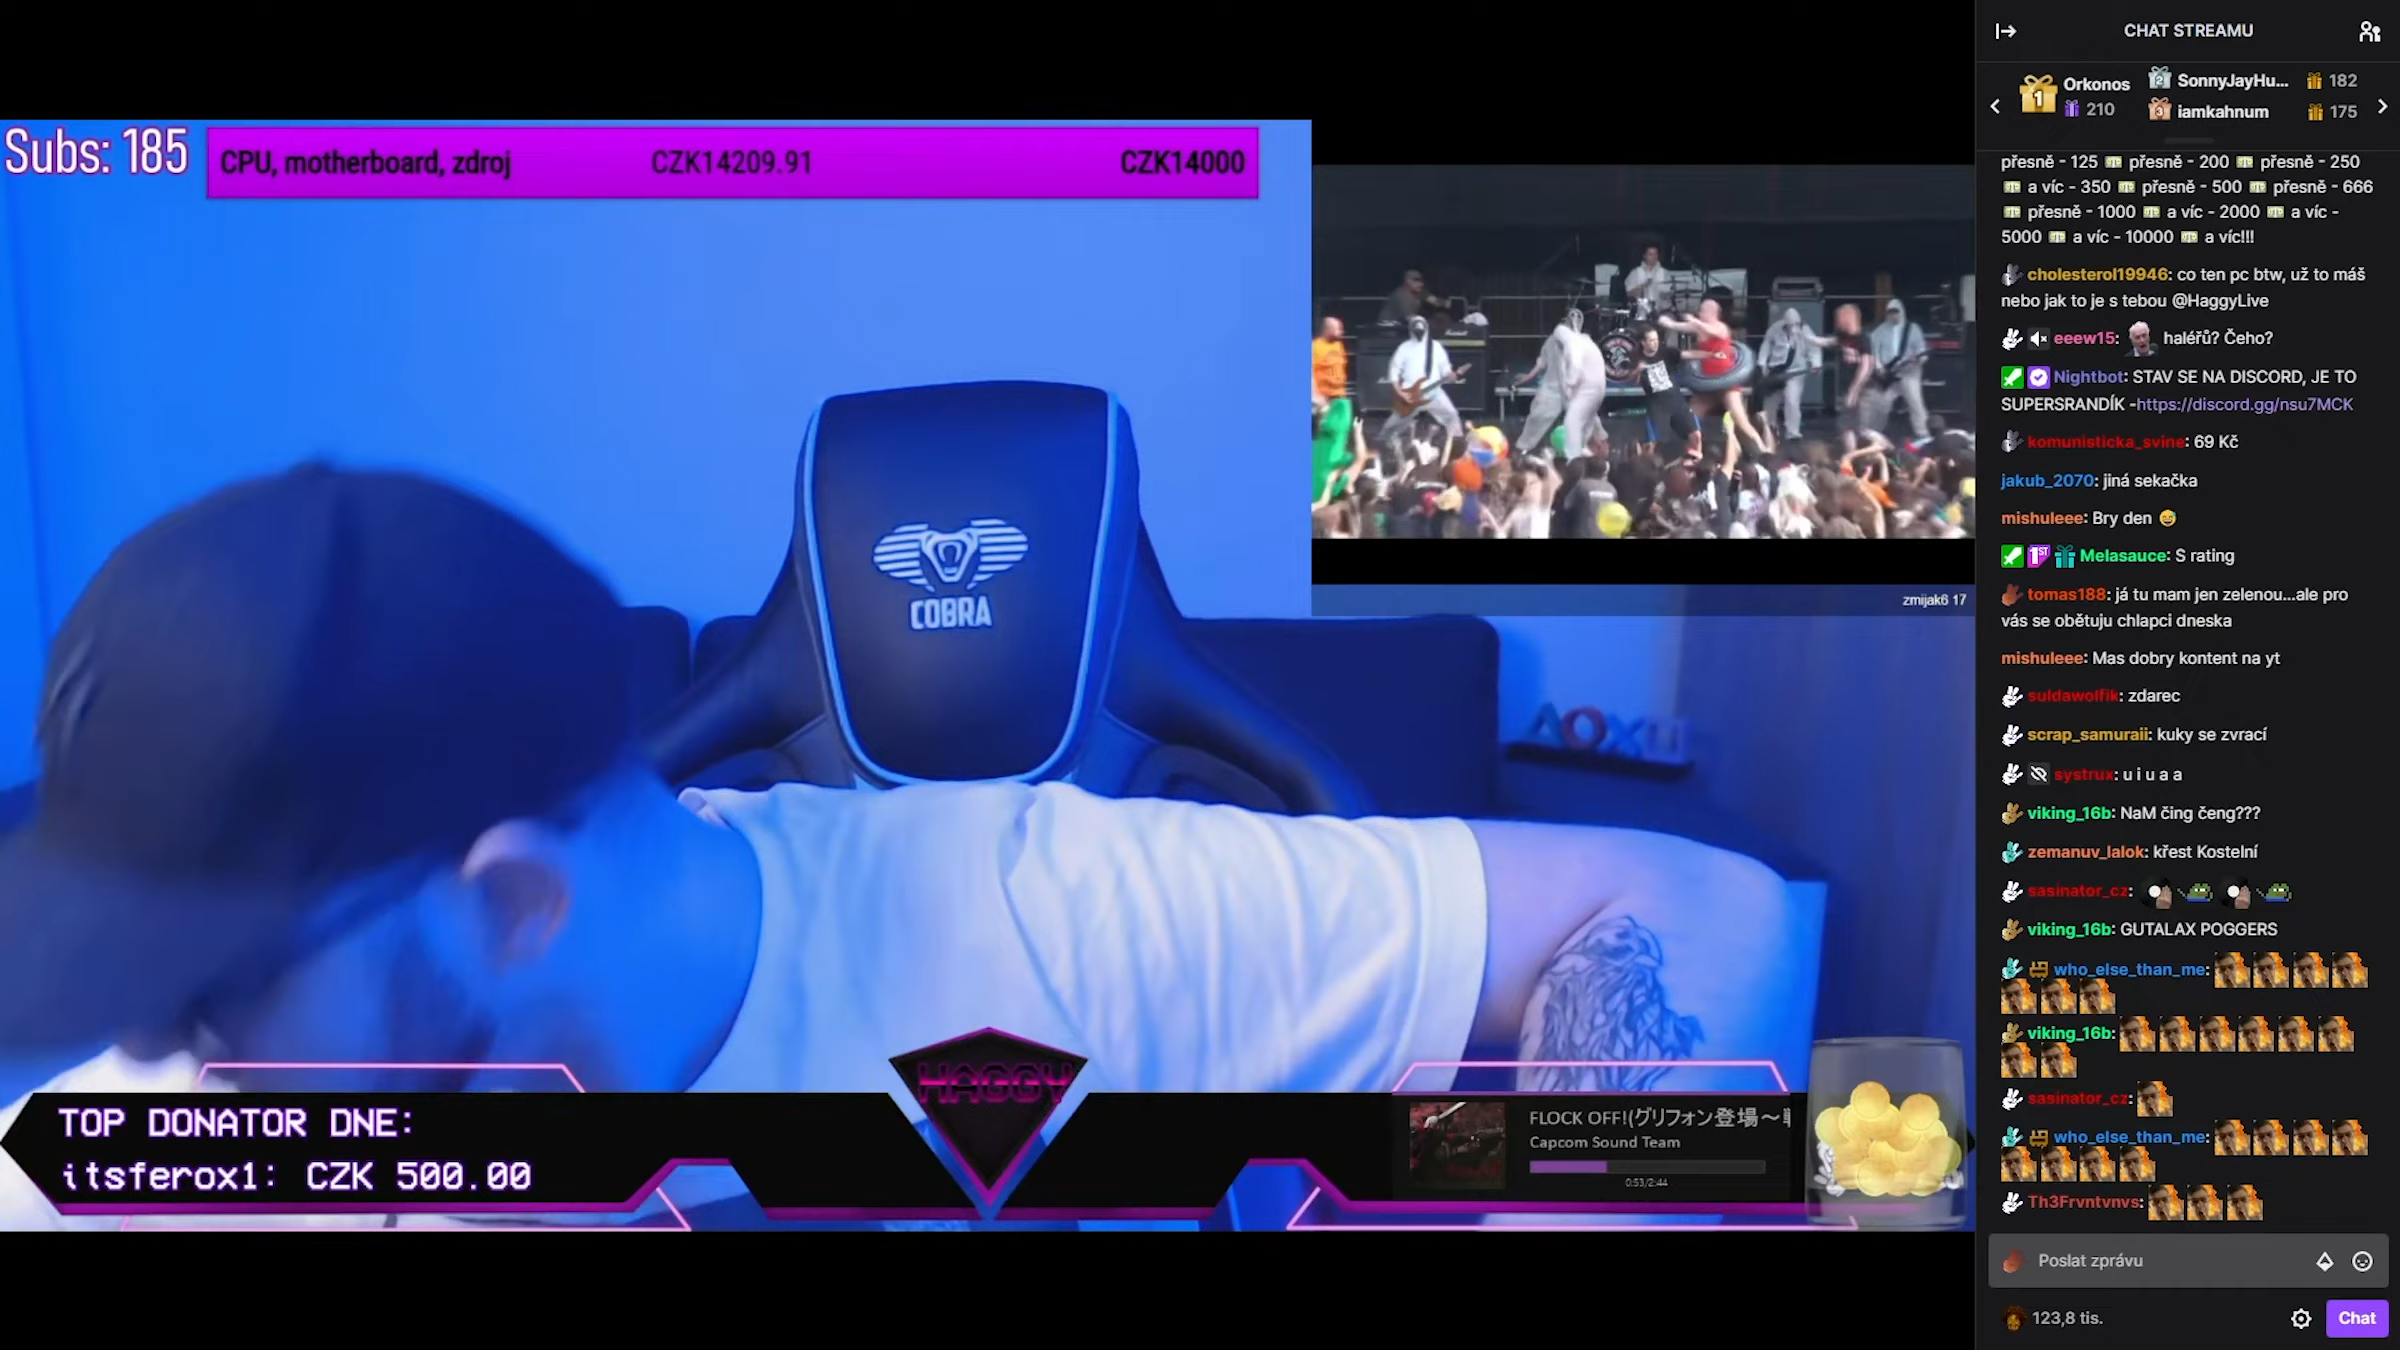 Subs: 185
CPU, motherboard, zdroj CZK14209.91 CZK14000
COBRA
zmijak6 17
HAGGY
TOP DONATOR DNE:
itsferox1: CZK 500.00
FLOCK OFF!(グリフォン登場～戦
Capcom Sound Team
0:53/2:44
CHAT STREAMU
1 Orkonos 210
2 SonnyJayHu... 182
3 iamkahnum 175
přesně - 125 přesně - 200 přesně - 250
a víc - 350 přesně - 500 přesně - 666
přesně - 1000 a víc - 2000 a víc -
5000 a víc - 10000 a víc!!!
cholesterol19946: co ten pc btw, už to máš
nebo jak to je s tebou @HaggyLive
eeew15: haléřů? Čeho?
Nightbot: STAV SE NA DISCORD, JE TO
SUPERSRANDÍK -https://discord.gg/nsu7MCK
komunisticka_svine: 69 Kč
jakub_2070: jiná sekačka
mishuleee: Bry den 😅
1ST Melasauce: S rating
tomas188: já tu mam jen zelenou...ale pro
vás se obětuju chlapci dneska
mishuleee: Mas dobry kontent na yt
suldawolfik: zdarec
scrap_samuraii: kuky se zvrací
systrux: u i u a a
viking_16b: NaM čing čeng???
zemanuv_lalok: křest Kostelní
sasinator_cz:
viking_16b: GUTALAX POGGERS
who_else_than_me:
viking_16b:
sasinator_cz:
who_else_than_me:
Th3Frvntvnvs:
Poslat zprávu
123,8 tis.
Chat